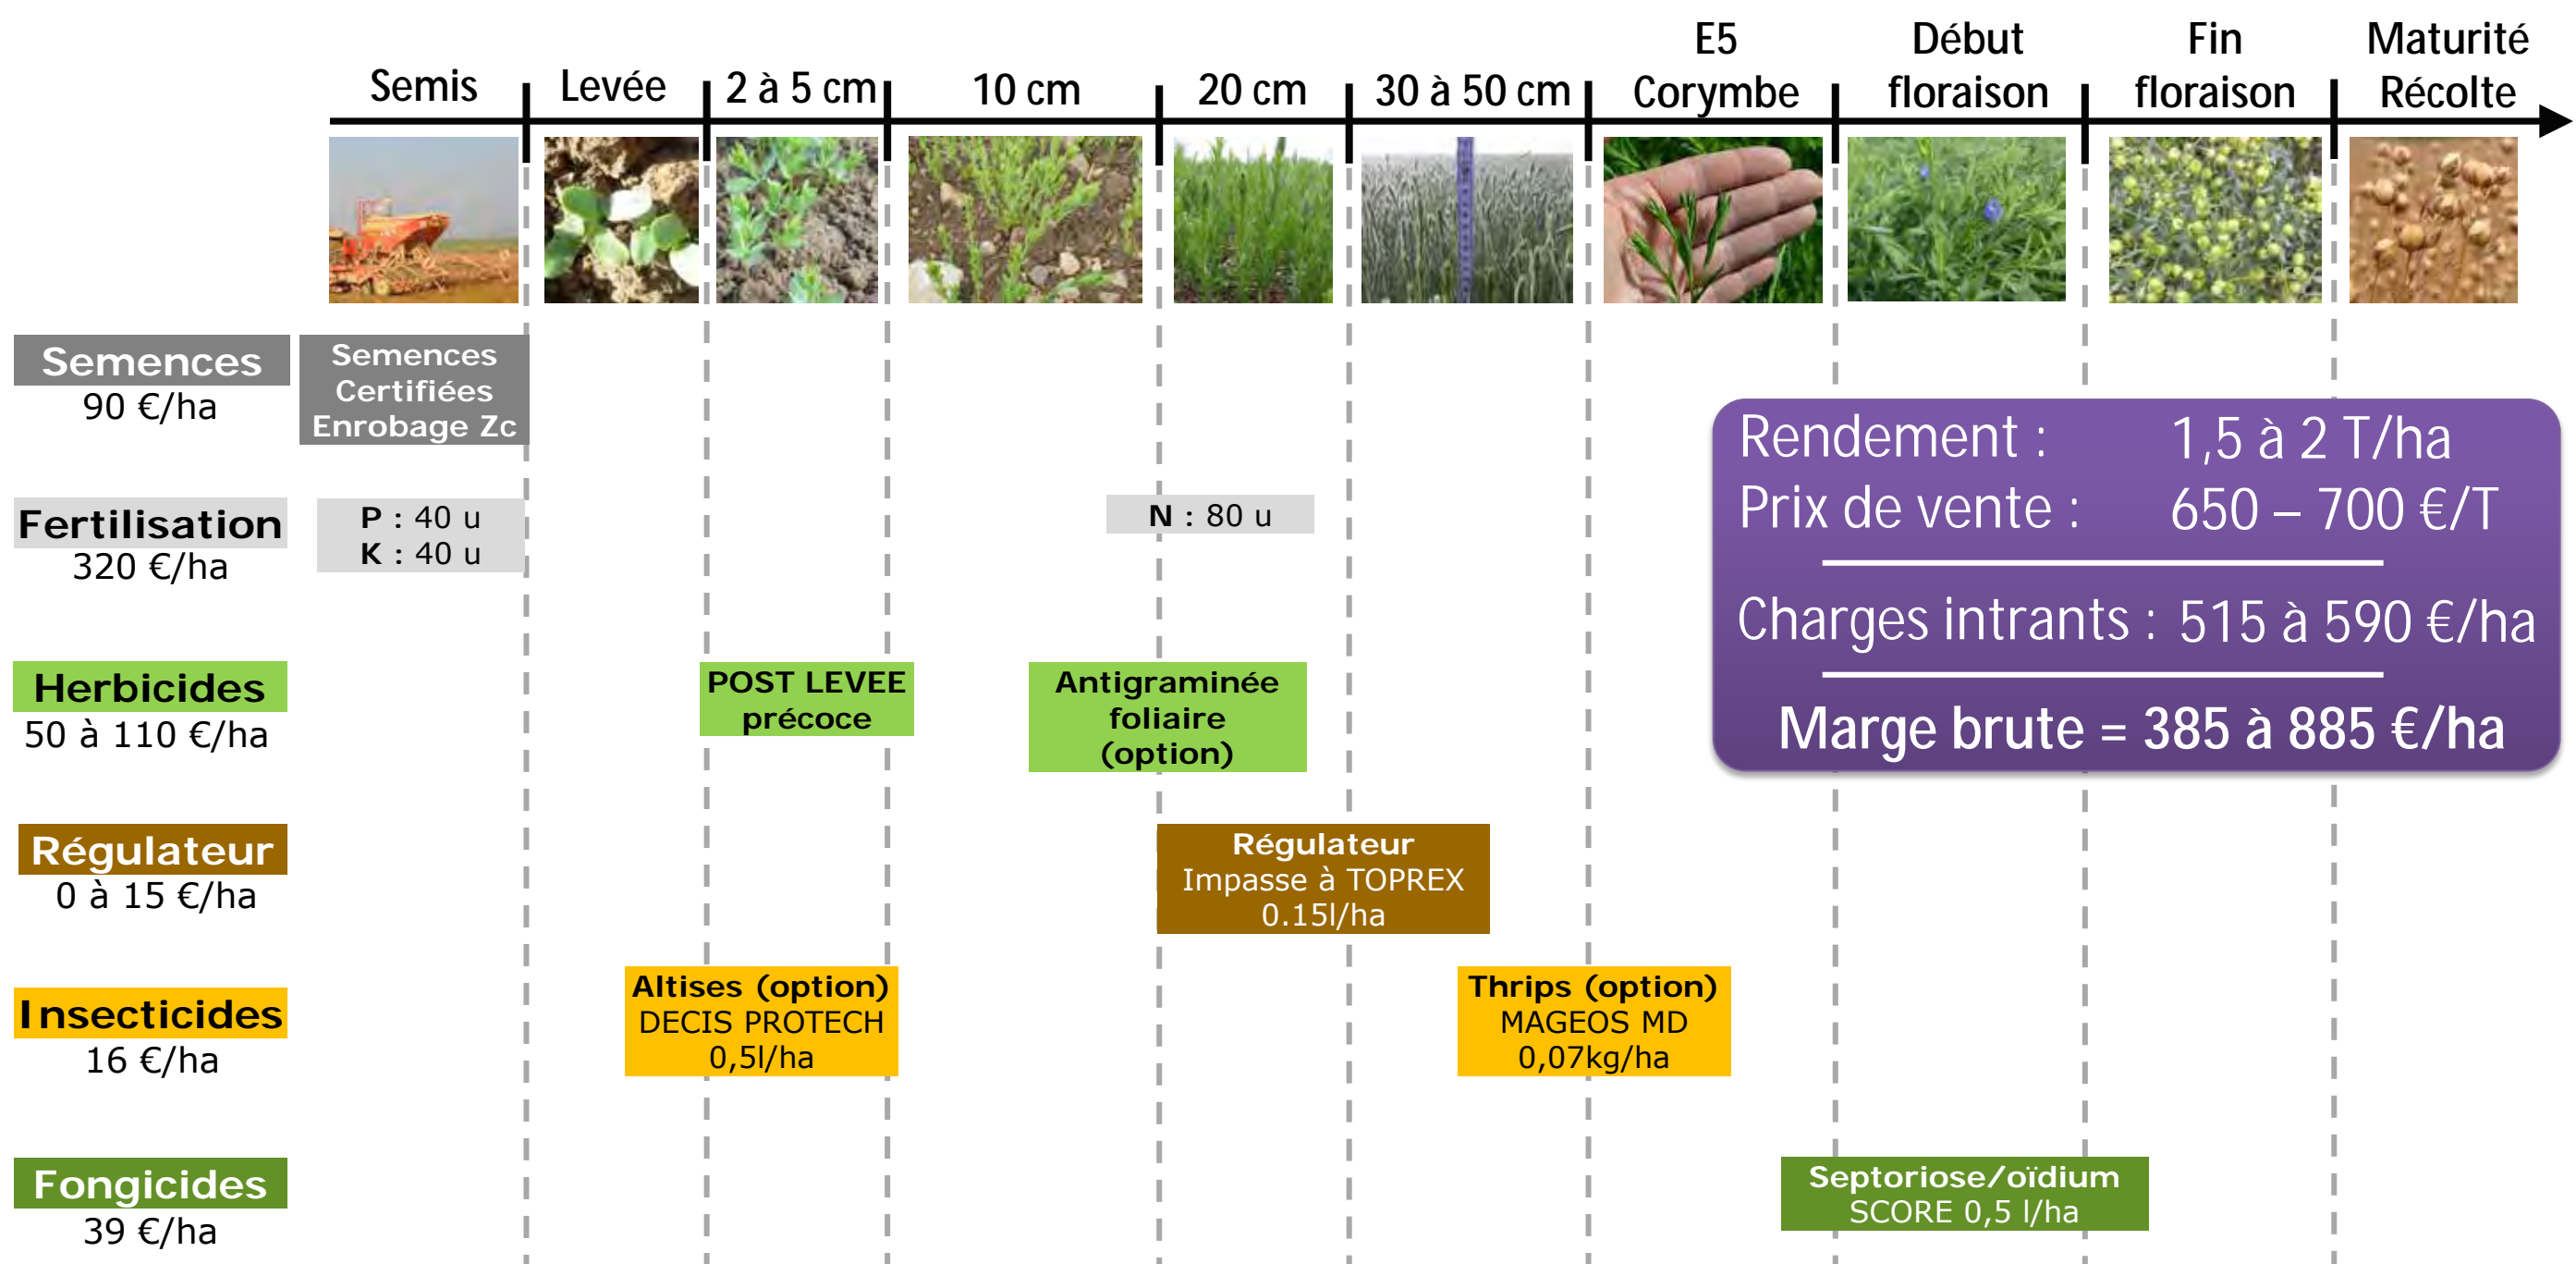 Semis
Levée
2 à 5 cm
10 cm
20 cm
30 à 50 cm
E5
Corymbe
Début
floraison
Fin
floraison
Maturité
Récolte
Semences
90 €/ha
Semences
Certifiées
Enrobage Zc
Fertilisation
320 €/ha
P : 40 u
K : 40 u
N : 80 u
Rendement : 1,5 à 2 T/ha
Prix de vente : 650 – 700 €/T
Charges intrants : 515 à 590 €/ha
Marge brute = 385 à 885 €/ha
Herbicides
50 à 110 €/ha
POST LEVEE
précoce
Antigraminée
foliaire
(option)
Régulateur
0 à 15 €/ha
Régulateur
Impasse à TOPREX
0.15l/ha
Insecticides
16 €/ha
Altises (option)
DECIS PROTECH
0,5l/ha
Thrips (option)
MAGEOS MD
0,07kg/ha
Fongicides
39 €/ha
Septoriose/oïdium
SCORE 0,5 l/ha